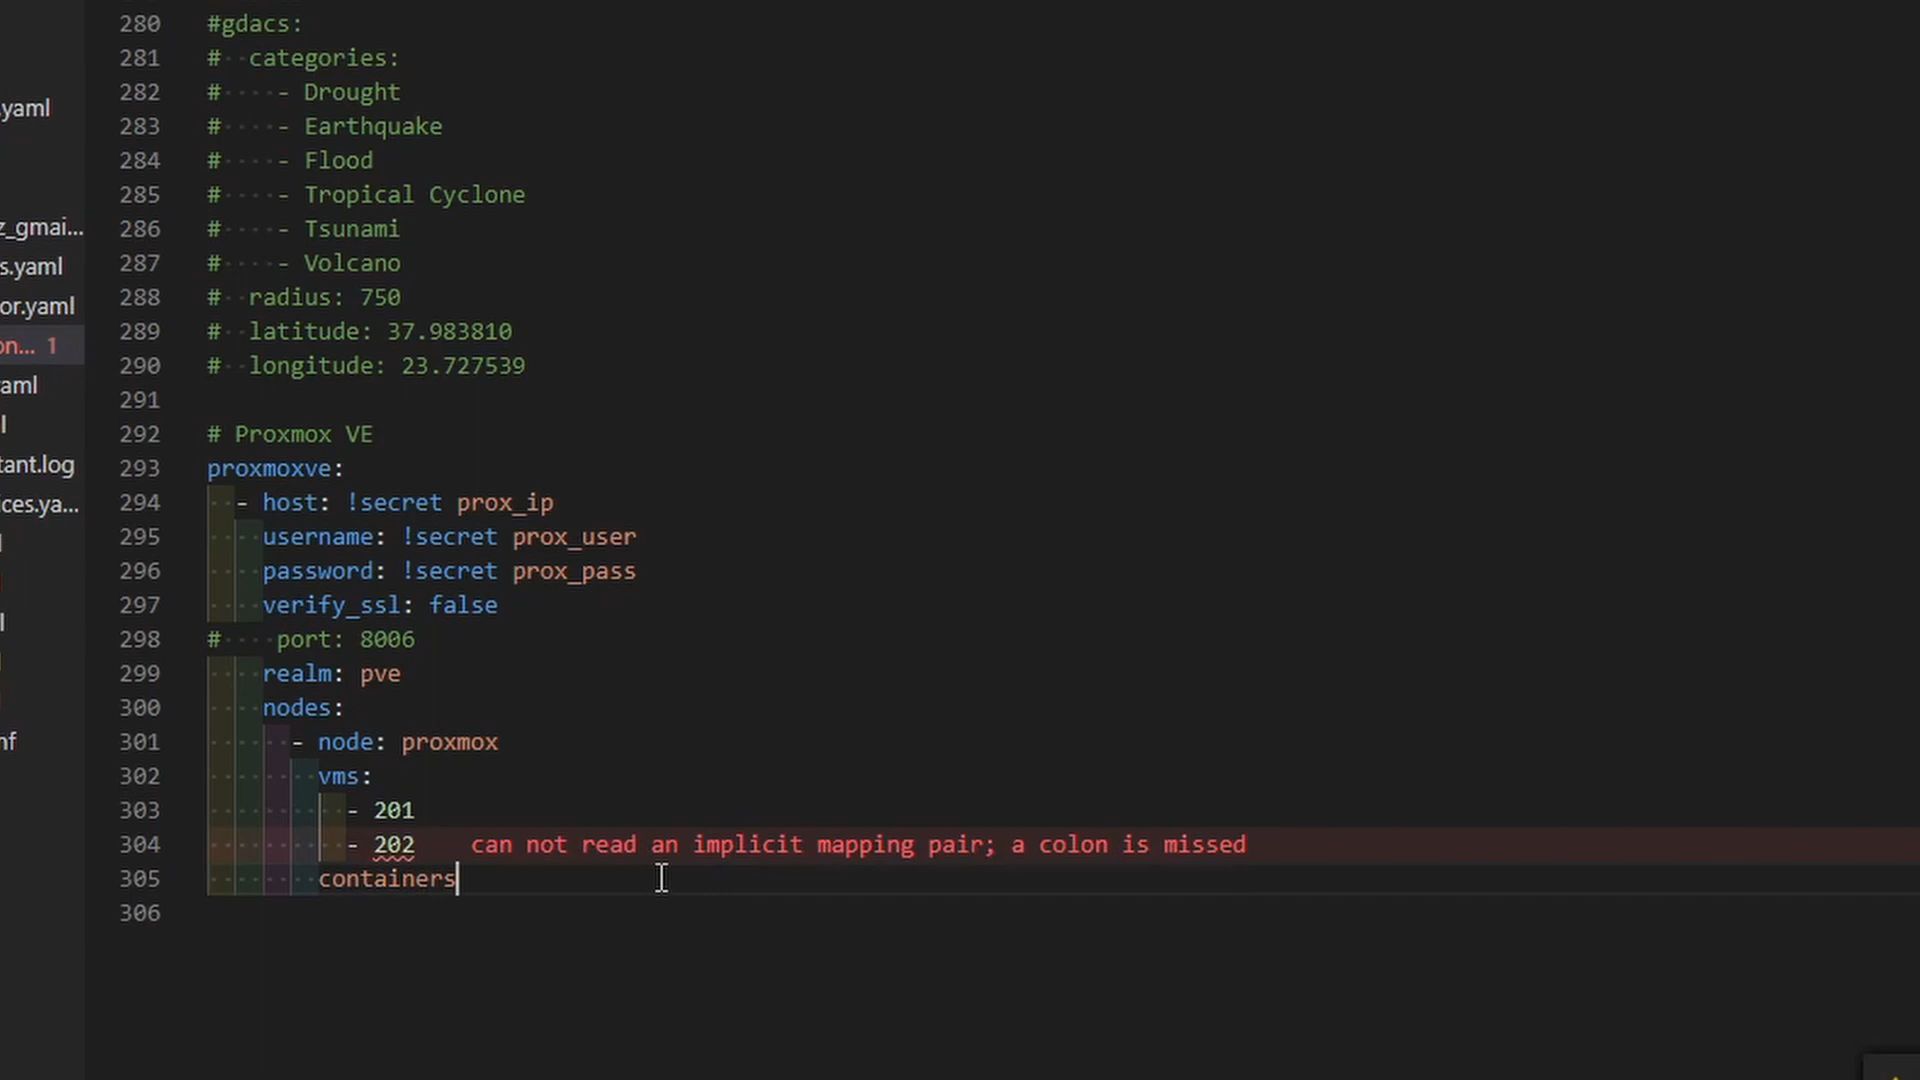 280 #gdacs:
.yaml 281 #  categories:
282 #    - Drought
283 #    - Earthquake
284 #    - Flood
285 #    - Tropical Cyclone
z_gmai... 286 #    - Tsunami
s.yaml 287 #    - Volcano
or.yaml 288 #  radius: 750
on... 1 289 #  latitude: 37.983810
290 #  longitude: 23.727539
aml 291
l 292 # Proxmox VE
tant.log 293 proxmoxve:
ices.ya... 294   - host: !secret prox_ip
l 295     username: !secret prox_user
296     password: !secret prox_pass
l 297     verify_ssl: false
298 #    port: 8006
299     realm: pve
300     nodes:
nf 301       - node: proxmox
302         vms:
303           - 201
304           - 202    can not read an implicit mapping pair; a colon is missed
305         containers
306